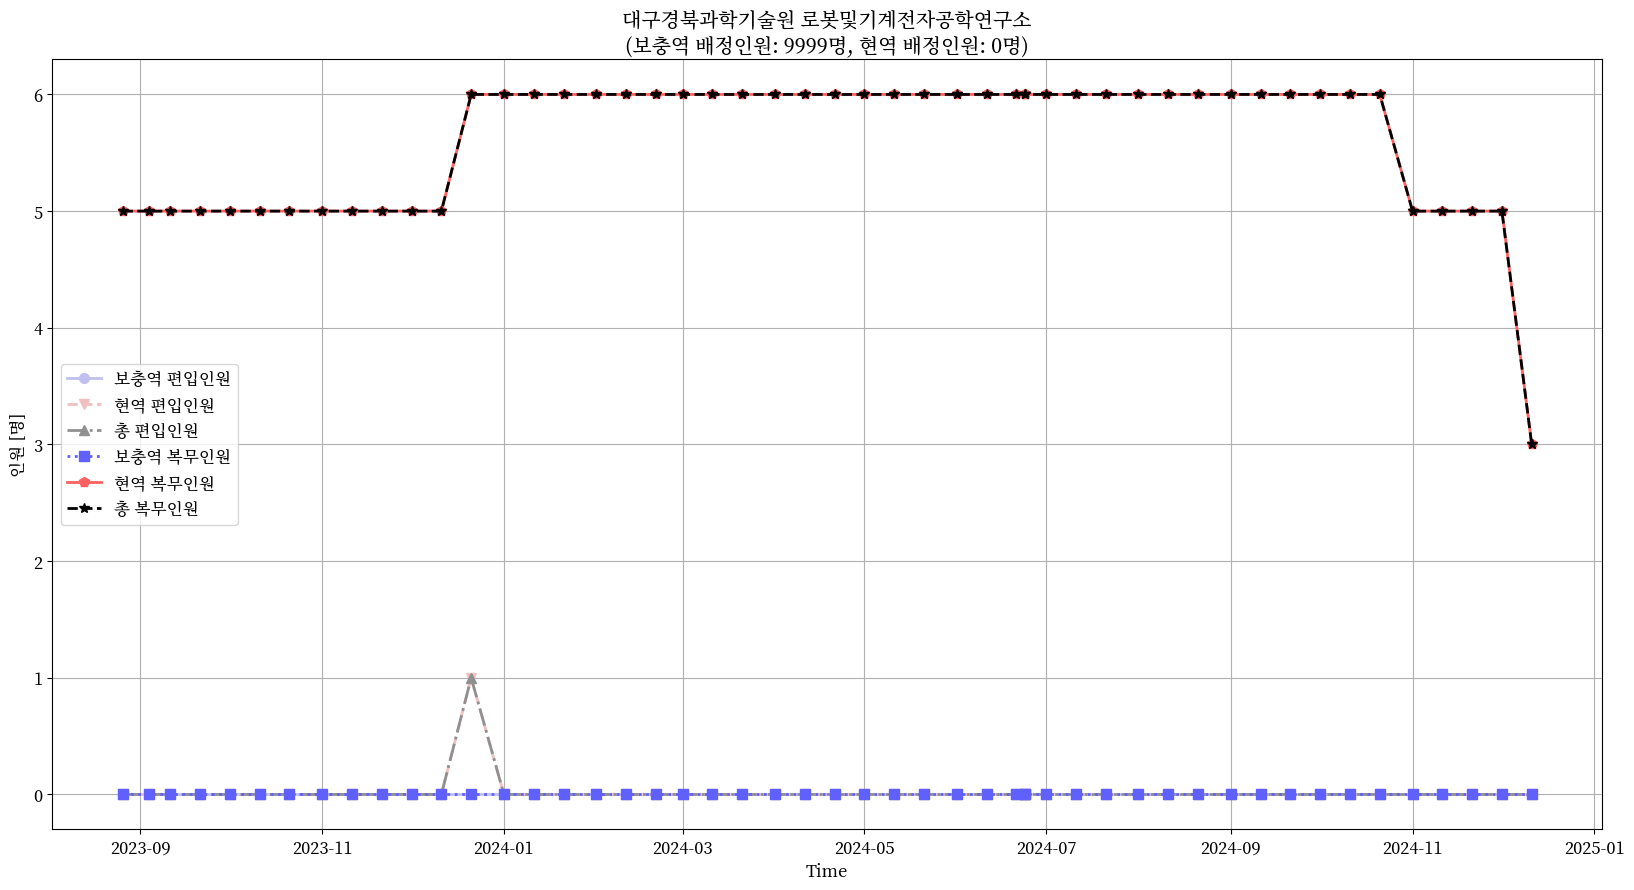 대구경북과학기술원 로봇및기계전자공학연구소
(보충역 배정인원: 9999명, 현역 배정인원: 0명)
6
5
4
3
2
1
0
인원 [명]
보충역 편입인원
현역 편입인원
총 편입인원
보충역 복무인원
현역 복무인원
총 복무인원
2023-09
2023-11
2024-01
2024-03
2024-05
2024-07
2024-09
2024-11
2025-01
Time